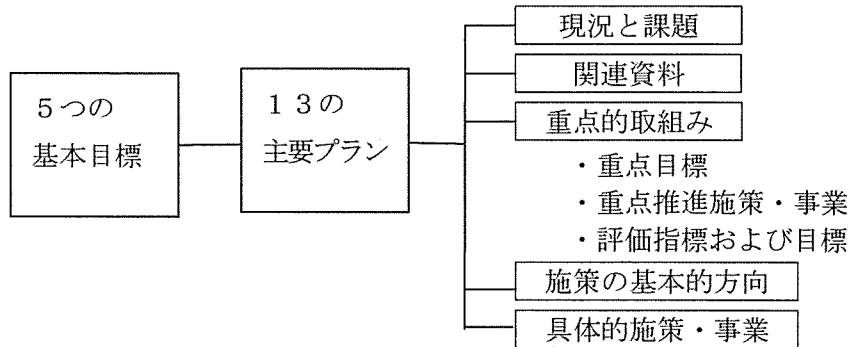 5つの
基本目標
13の
主要プラン
現況と課題
関連資料
重点的取組み
・重点目標
・重点推進施策・事業
・評価指標および目標
施策の基本的方向
具体的施策・事業